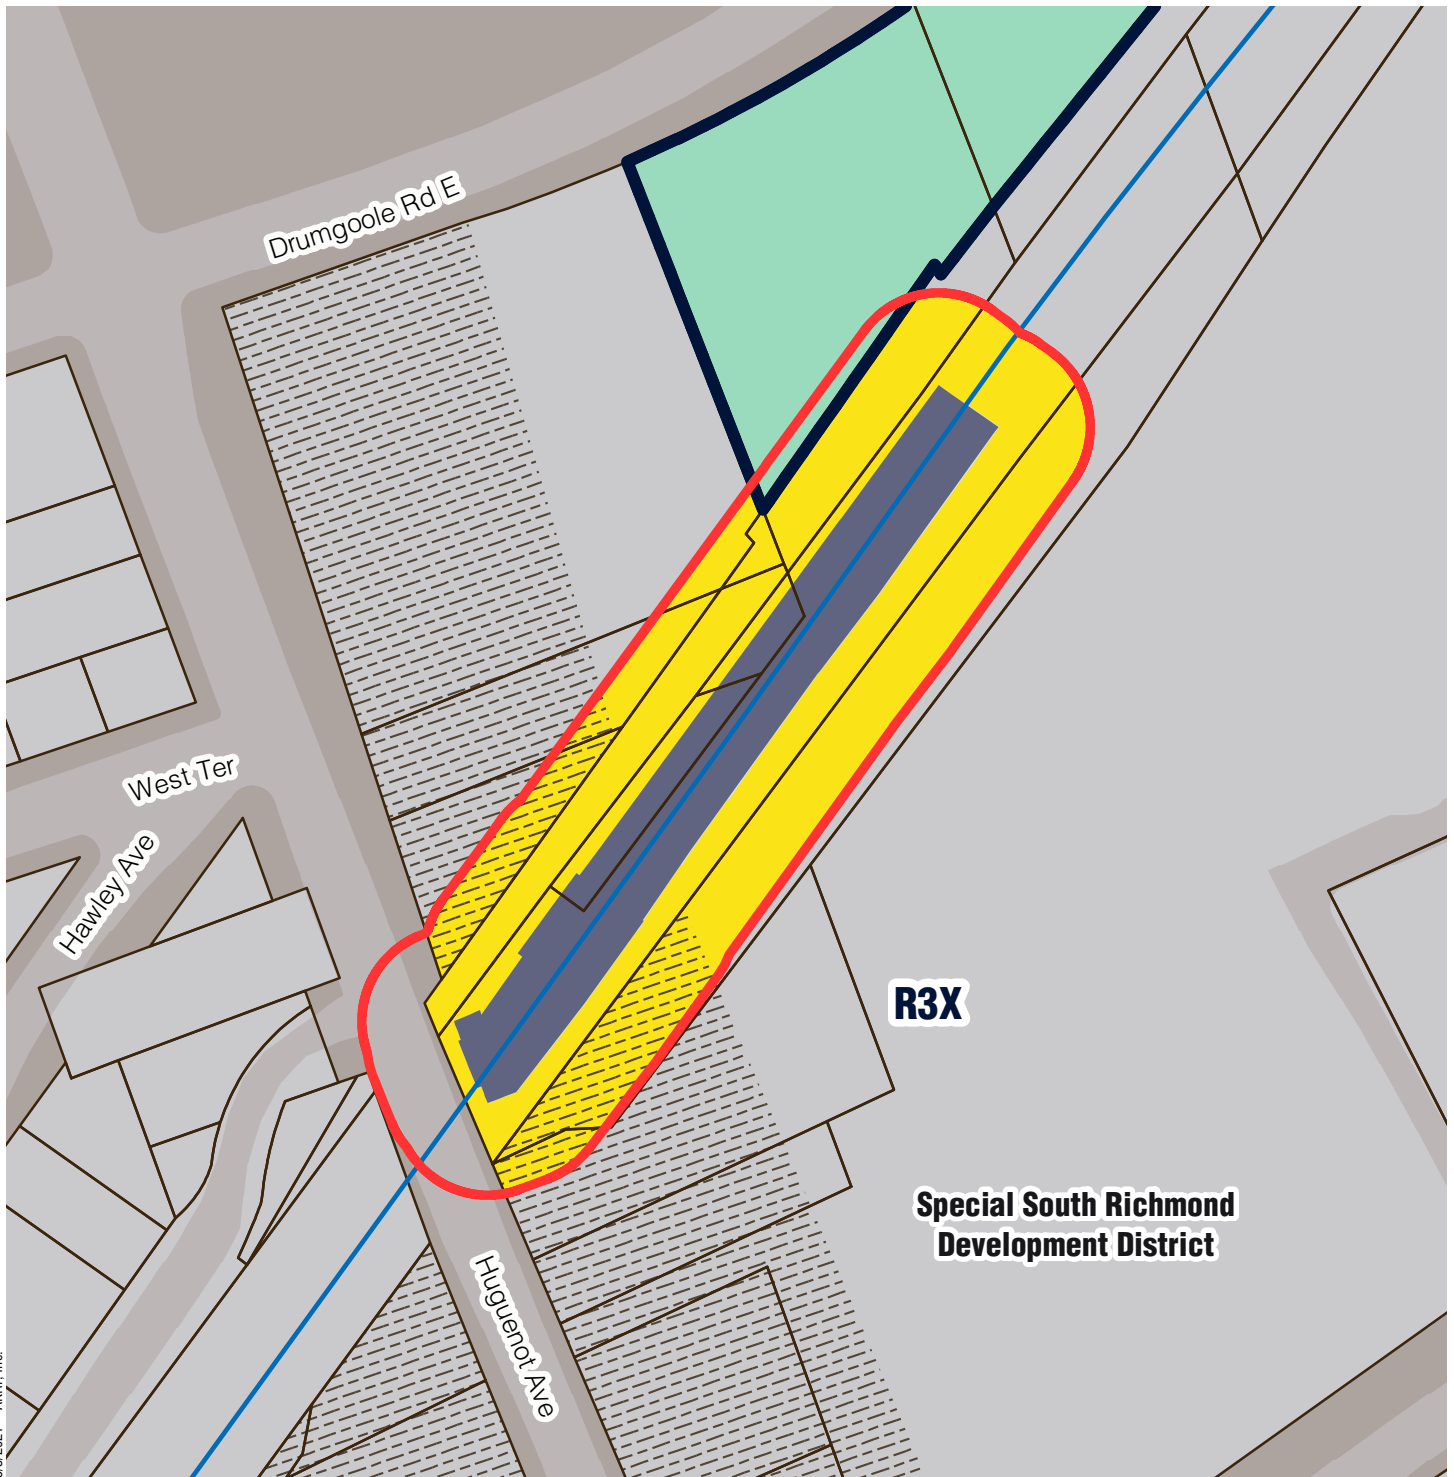 Drumgoole Rd E
West Ter
Hawley Ave
R3X
Special South Richmond
Development District
Huguenot Ave